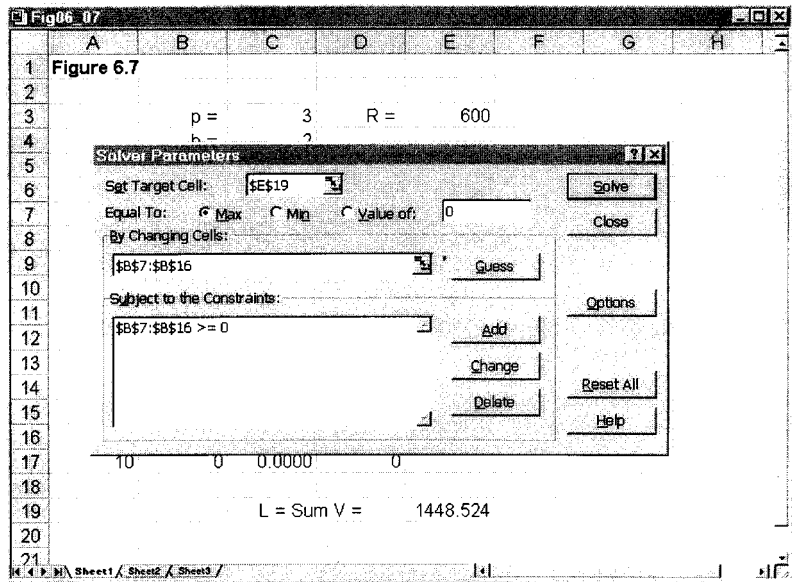 Fig06_07
A B C D E F G H
1 Figure 6.7
2
3 p = 3 R = 600
4 b = 2
5
Solver Parameters
6 Set Target Cell: $E$19 Solve
7 Equal To: Max Min Value of: 0 Close
8 By Changing Cells:
9 $B$7:$B$16 Guess
10 Options
11 Subject to the Constraints:
12 $B$7:$B$16 >= 0 Add
13 Change
14 Reset All
Delete
15 Help
16
17 10 0 0.0000 0
18
19 L = Sum V = 1448.524
20
21
Sheet1 / Sheet2 / Sheet3 /